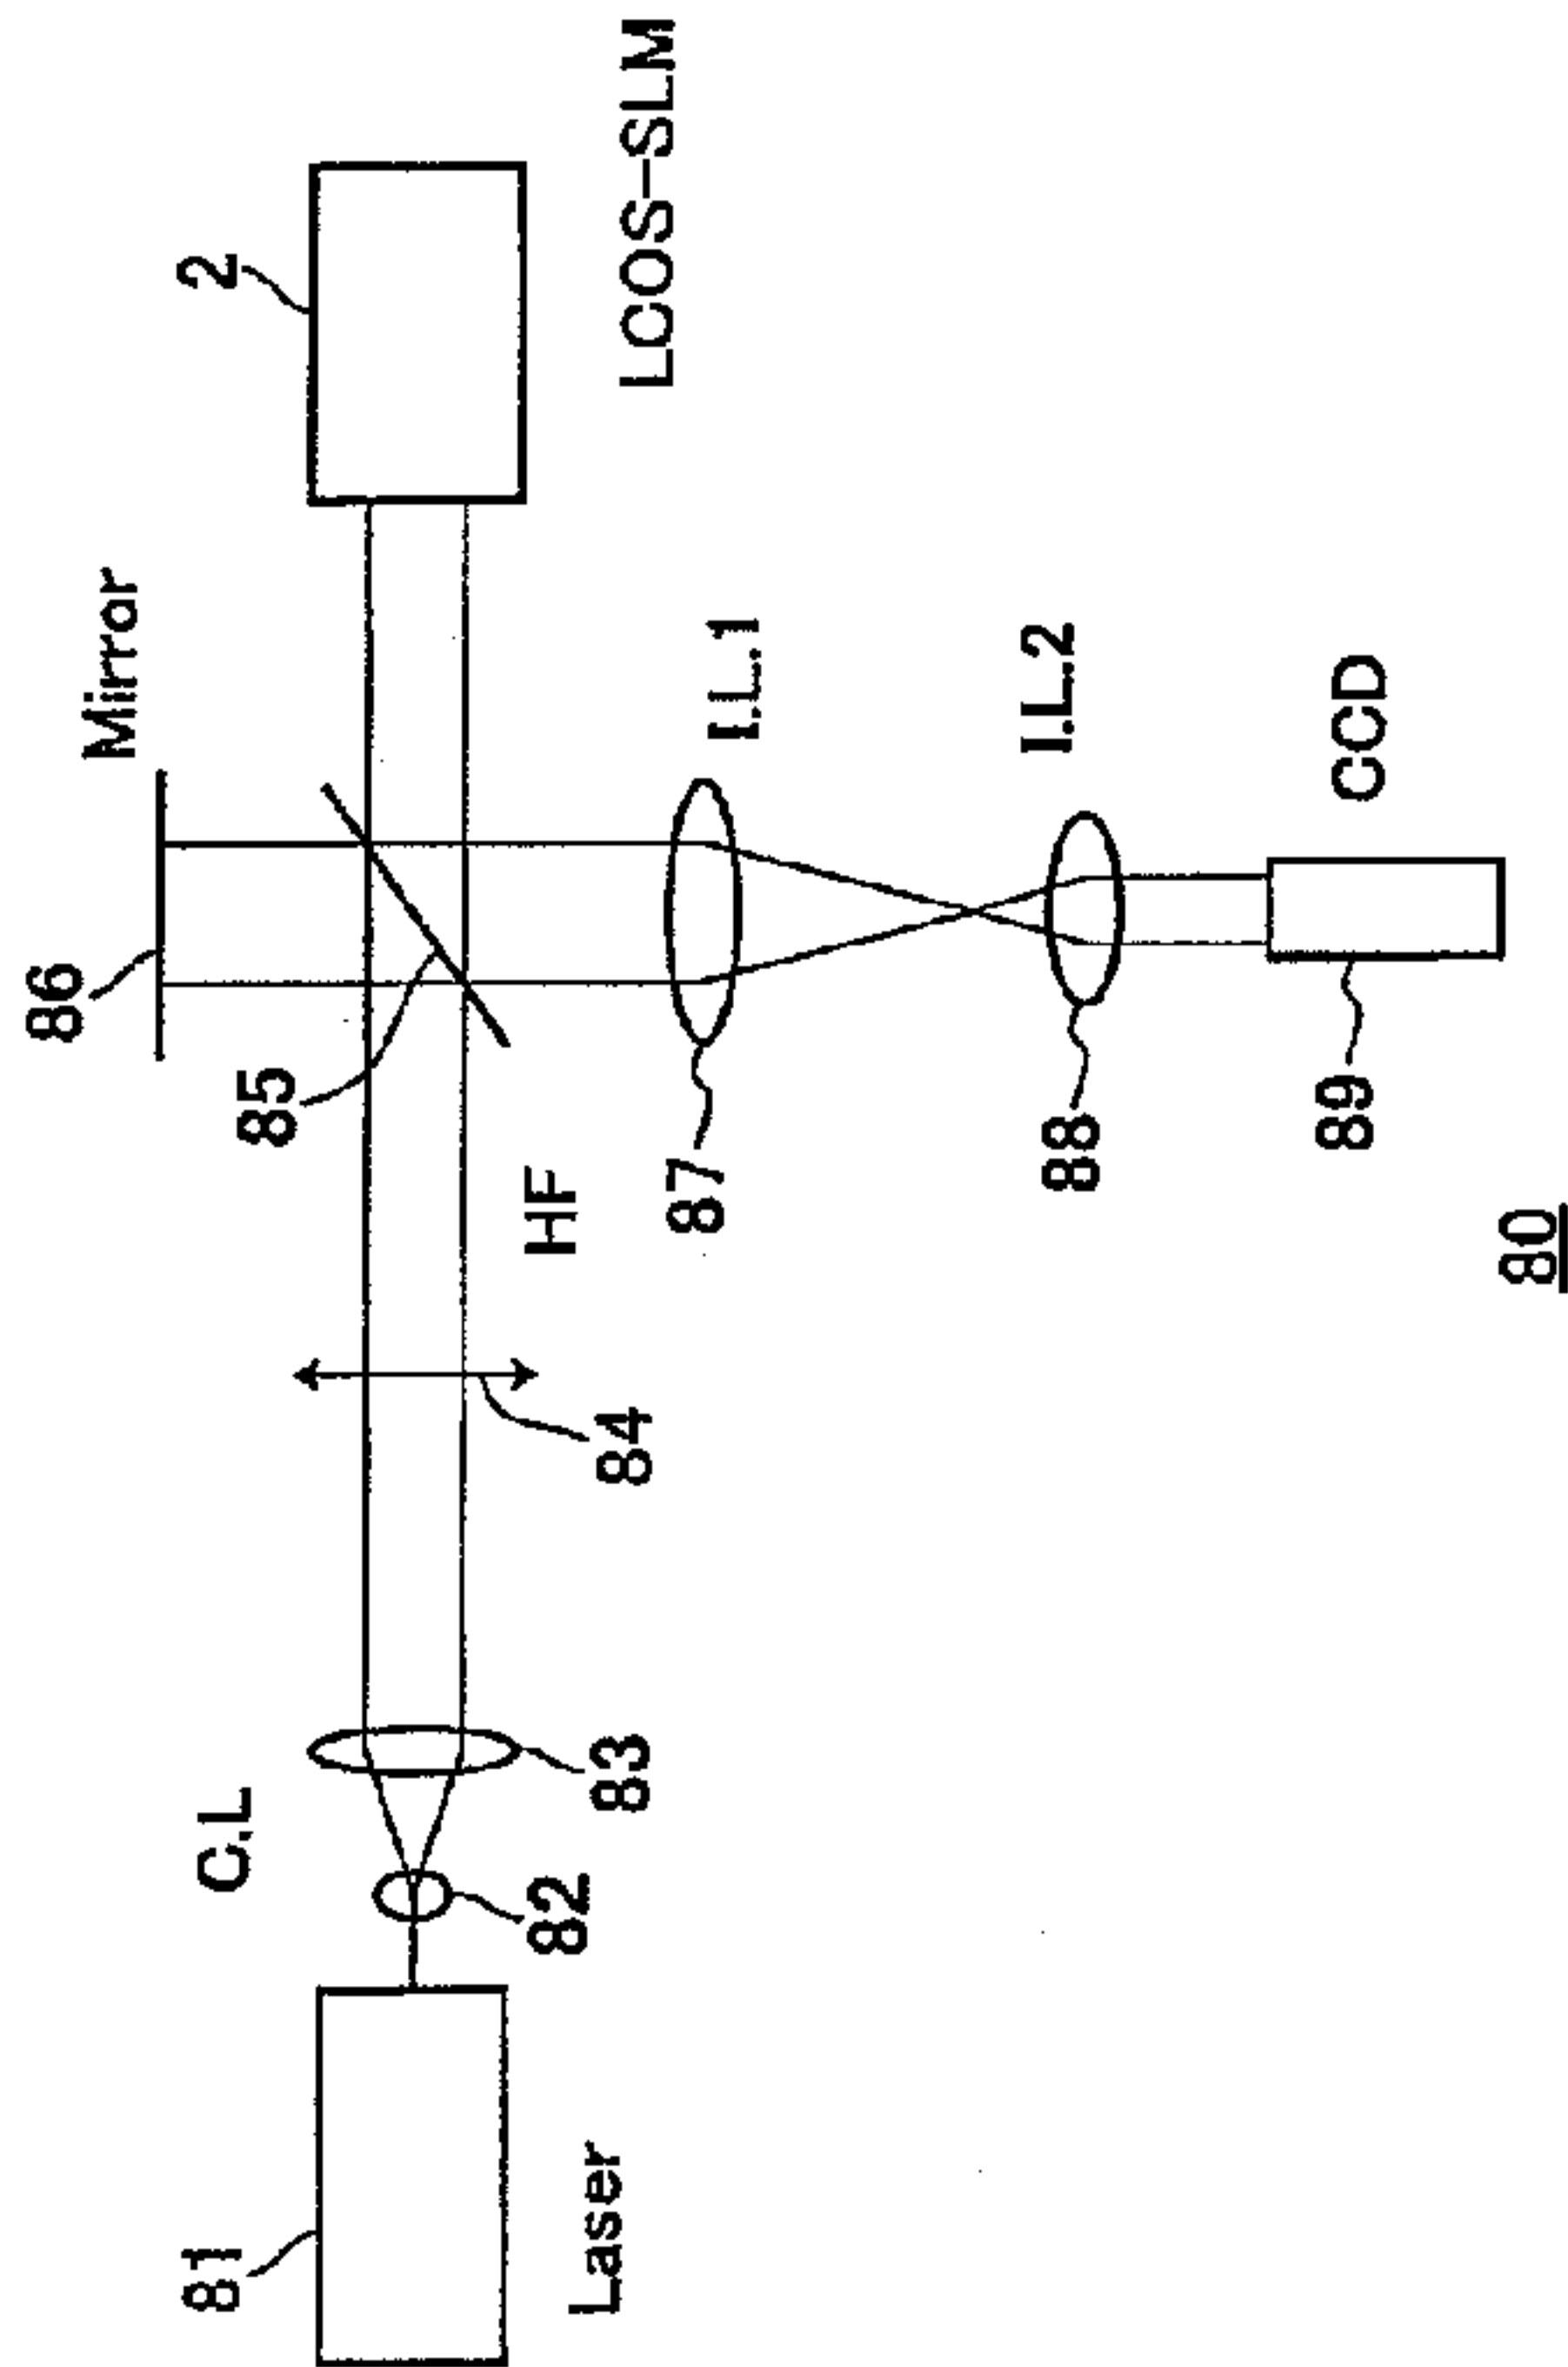 86
Mirror
81
C.L
85
2
HF
82
Laser
83
84
LCOS-SLM
87
I.L.1
88
I.L.2
89
CCD
80